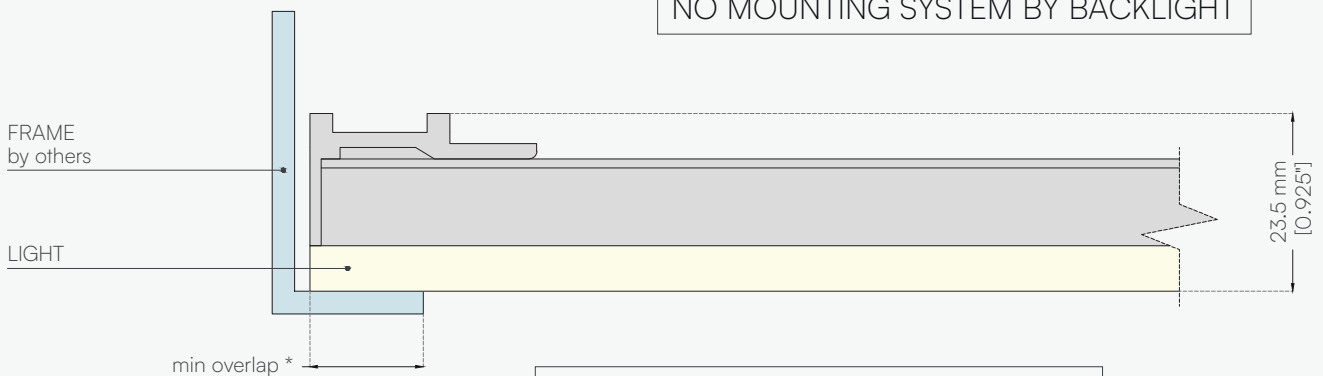 NO MOUNTING SYSTEM BY BACKLIGHT
FRAME
by others
LIGHT
23.5 mm
[0.925"]
min overlap *